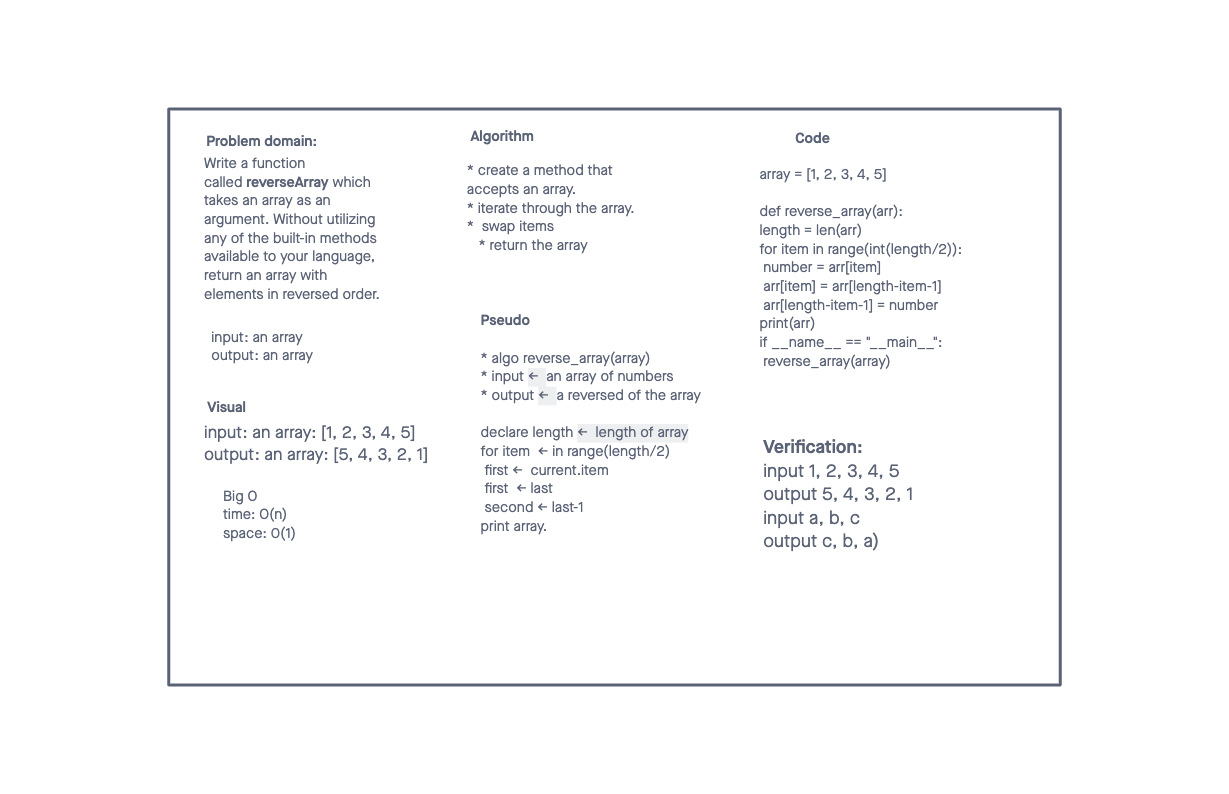 Problem domain:
Write a function
called reverseArray which
takes an array as an
argument. Without utilizing
any of the built-in methods
available to your language,
return an array with
elements in reversed order.
input: an array
output: an array
Visual
input: an array: [1, 2, 3, 4, 5]
output: an array: [5, 4, 3, 2, 1]
Big O
time: O(n)
space: O(1)
Algorithm
* create a method that
accepts an array.
* iterate through the array.
* swap items
* return the array
Pseudo
* algo reverse_array(array)
* input ← an array of numbers
* output ← a reversed of the array
declare length ← length of array
for item ← in range(length/2)
first ← current.item
first ← last
second ← last-1
print array.
Code
array = [1, 2, 3, 4, 5]
def reverse_array(arr):
length = len(arr)
for item in range(int(length/2)):
number = arr[item]
arr[item] = arr[length-item-1]
arr[length-item-1] = number
print(arr)
if __name__ == "__main__":
reverse_array(array)
Verification:
input 1, 2, 3, 4, 5
output 5, 4, 3, 2, 1
input a, b, c
output c, b, a)